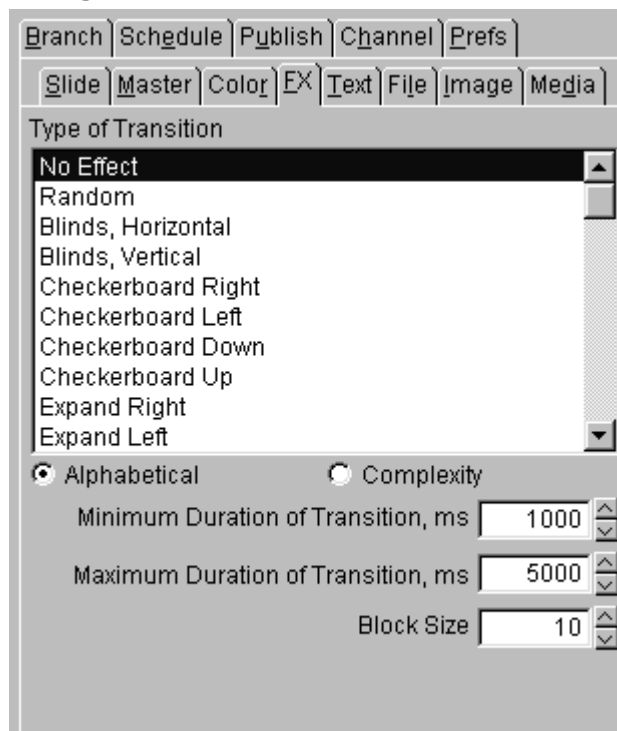 Branch Schedule Publish Channel Prefs
Slide Master Color FX Text File Image Media
Type of Transition
No Effect
Random
Blinds, Horizontal
Blinds, Vertical
Checkerboard Right
Checkerboard Left
Checkerboard Down
Checkerboard Up
Expand Right
Expand Left
Alphabetical Complexity
Minimum Duration of Transition, ms 1000
Maximum Duration of Transition, ms 5000
Block Size 10